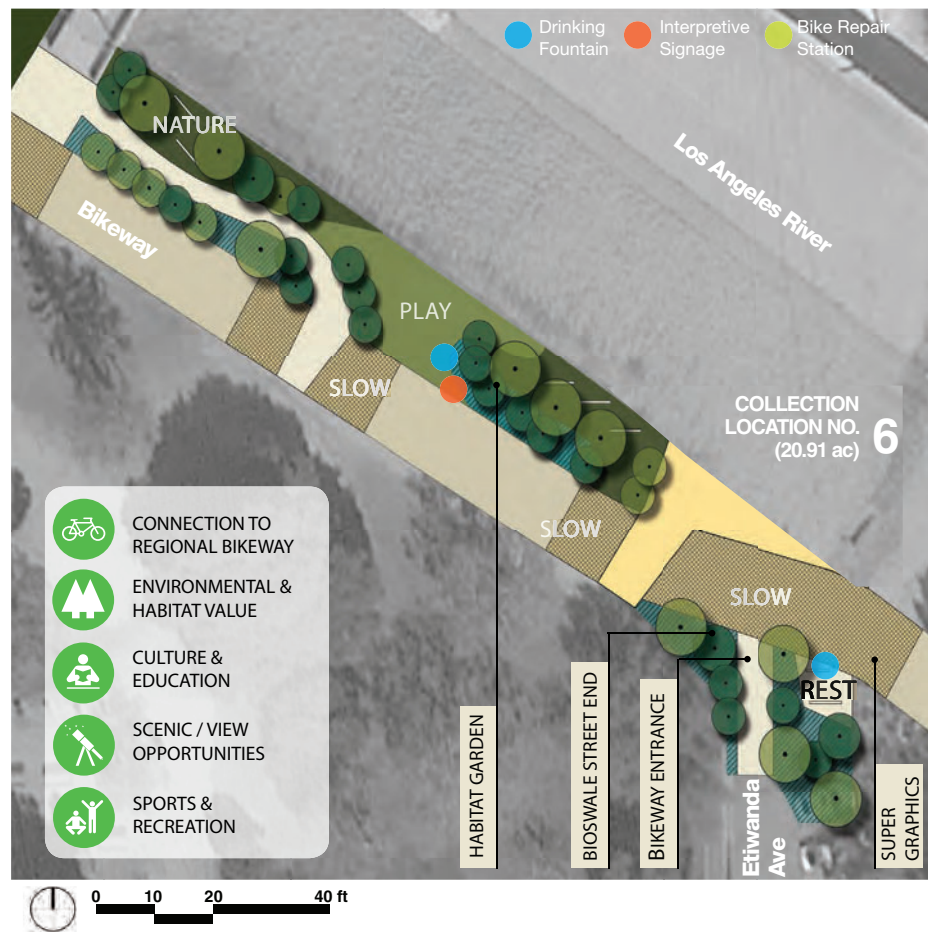 Drinking
Fountain
Interpretive
Signage
Bike Repair
Station
NATURE
Los Angeles River
Bikeway
PLAY
SLOW
COLLECTION
LOCATION NO.
(20.91 ac)
6
CONNECTION TO
REGIONAL BIKEWAY
ENVIRONMENTAL &
HABITAT VALUE
CULTURE &
EDUCATION
SCENIC / VIEW
OPPORTUNITIES
SPORTS &
RECREATION
SLOW
SLOW
REST
HABITAT GARDEN
BIOSWALE STREET END
BIKEWAY ENTRANCE
Etiwanda
Ave
SUPER
GRAPHICS
0 10 20 40 ft